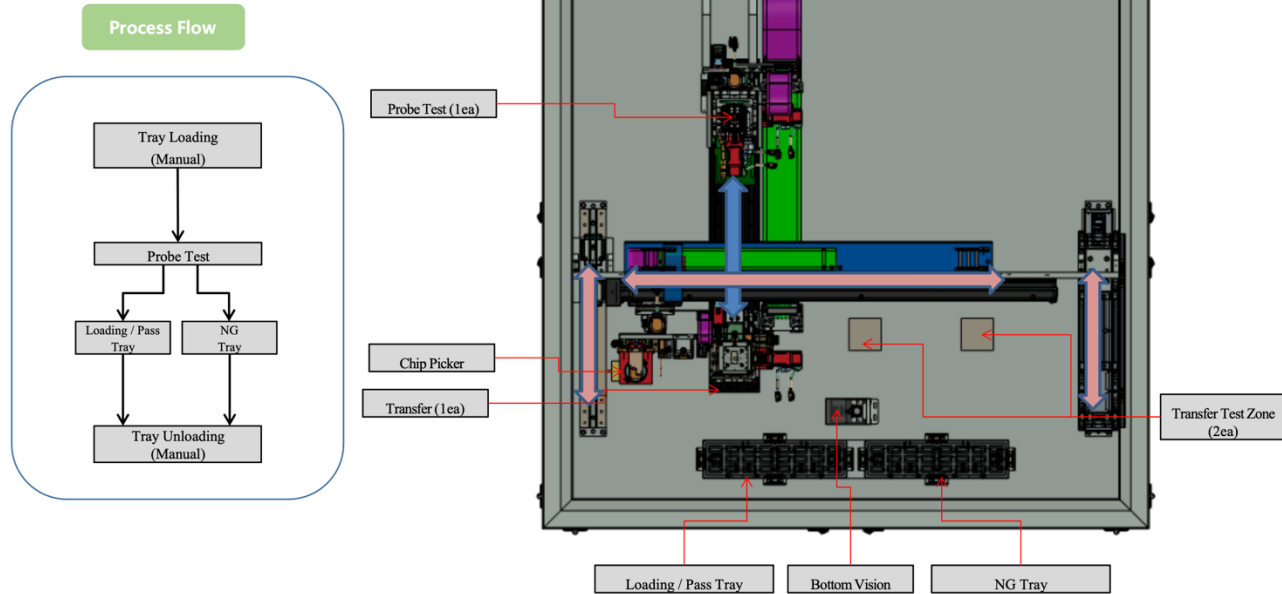 Process Flow
Tray Loading
(Manual)
Probe Test
Loading / Pass
Tray
NG
Tray
Tray Unloading
(Manual)
Probe Test (1ea)
Chip Picker
Transfer (1ea)
Transfer Test Zone
(2ea)
Loading / Pass Tray
Bottom Vision
NG Tray